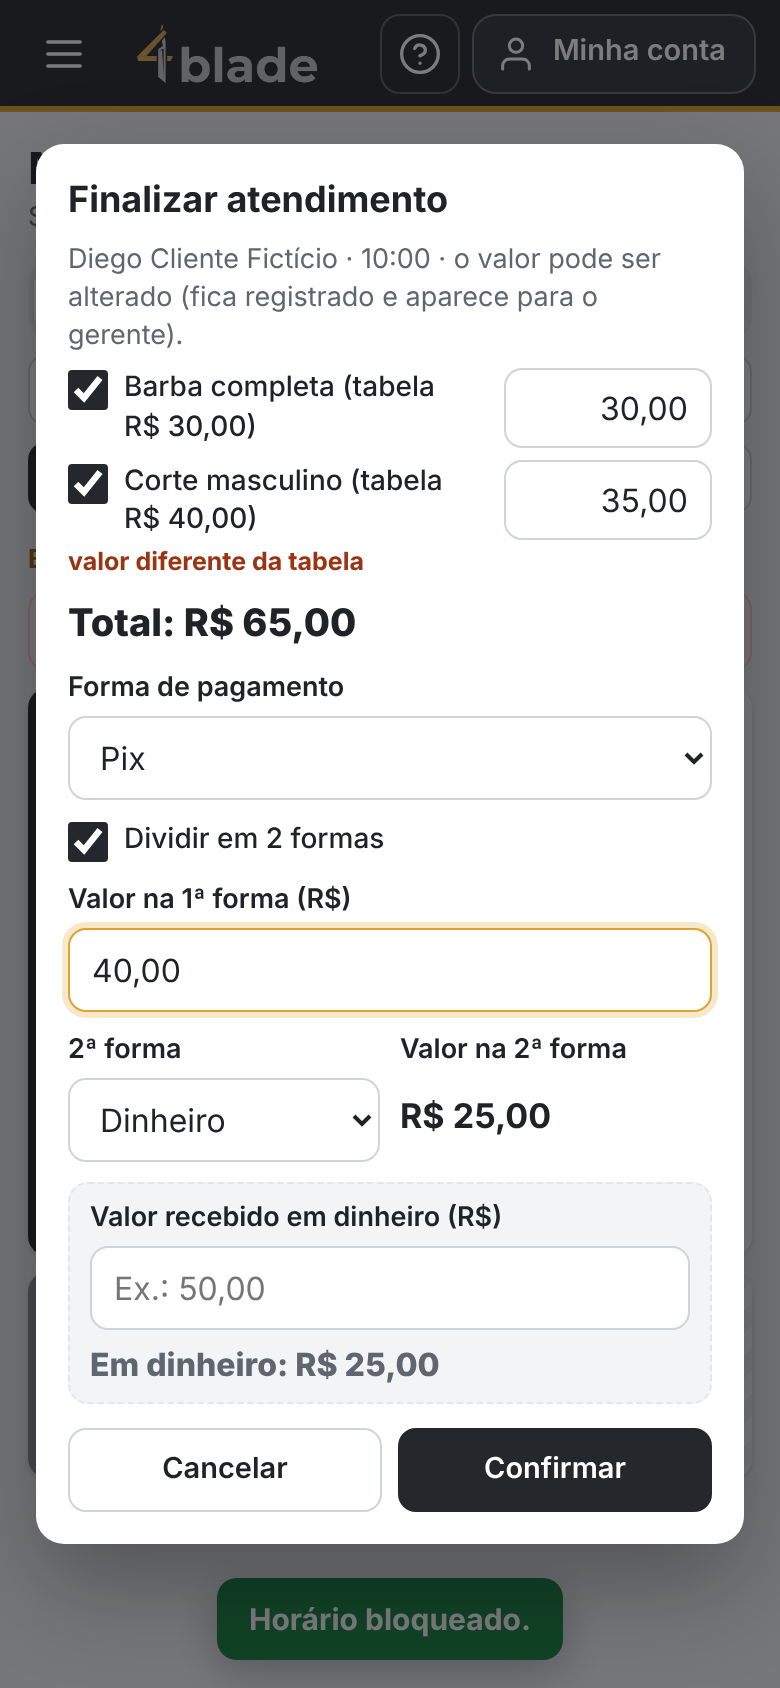 4blade
Minha conta
Finalizar atendimento
Diego Cliente Fictício · 10:00 · o valor pode ser
alterado (fica registrado e aparece para o
gerente).
Barba completa (tabela
R$ 30,00)
30,00
Corte masculino (tabela
R$ 40,00)
35,00
valor diferente da tabela
Total: R$ 65,00
Forma de pagamento
Pix
Dividir em 2 formas
Valor na 1ª forma (R$)
40,00
2ª forma
Valor na 2ª forma
Dinheiro
R$ 25,00
Valor recebido em dinheiro (R$)
Ex.: 50,00
Em dinheiro: R$ 25,00
Cancelar
Confirmar
Horário bloqueado.